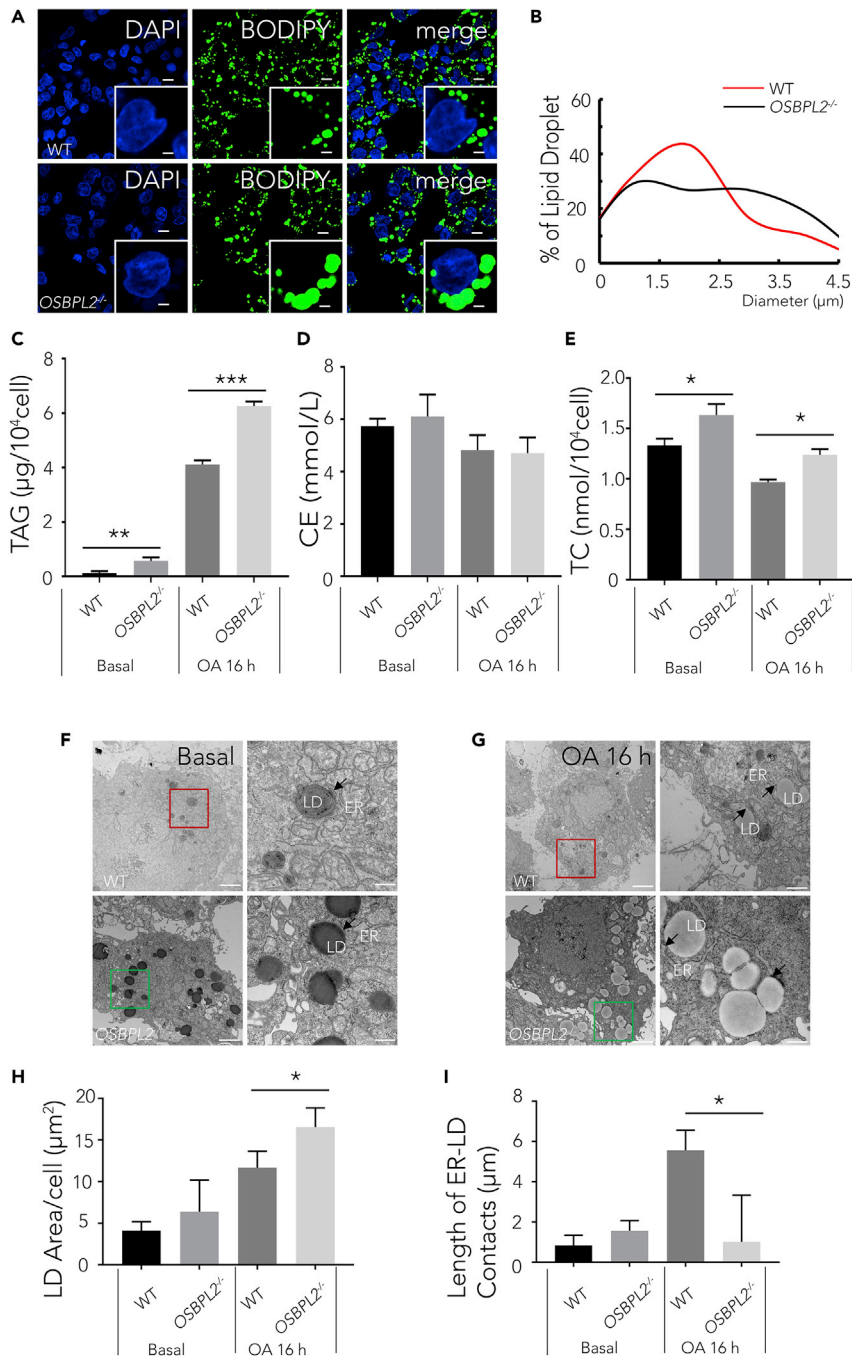 A
DAPI BODIPY merge
WT
DAPI BODIPY merge
OSBPL2-/-
B
WT
OSBPL2-/-
% of Lipid Droplet
60
40
20
0
0 1.5 2.5 3.5 4.5
Diameter (µm)
C
TAG (µg/10⁴cell)
8
6
4
2
0
**
***
WT OSBPL2-/- WT OSBPL2-/-
Basal OA 16 h
D
CE (mmol/L)
8
6
4
2
0
WT OSBPL2-/- WT OSBPL2-/-
Basal OA 16 h
E
TC (nmol/10⁴cell)
2.0
1.5
1.0
0.5
0
*
*
WT OSBPL2-/- WT OSBPL2-/-
Basal OA 16 h
F
Basal
WT
LD
ER
OSBPL2-/-
LD
ER
G
OA 16 h
WT
ER
LD
LD
OSBPL2-/-
LD
ER
H
LD Area/cell (µm²)
20
15
10
5
0
*
WT OSBPL2-/- WT OSBPL2-/-
Basal OA 16 h
I
Length of ER-LD
Contacts (µm)
8
6
4
2
0
*
WT OSBPL2-/- WT OSBPL2-/-
Basal OA 16 h